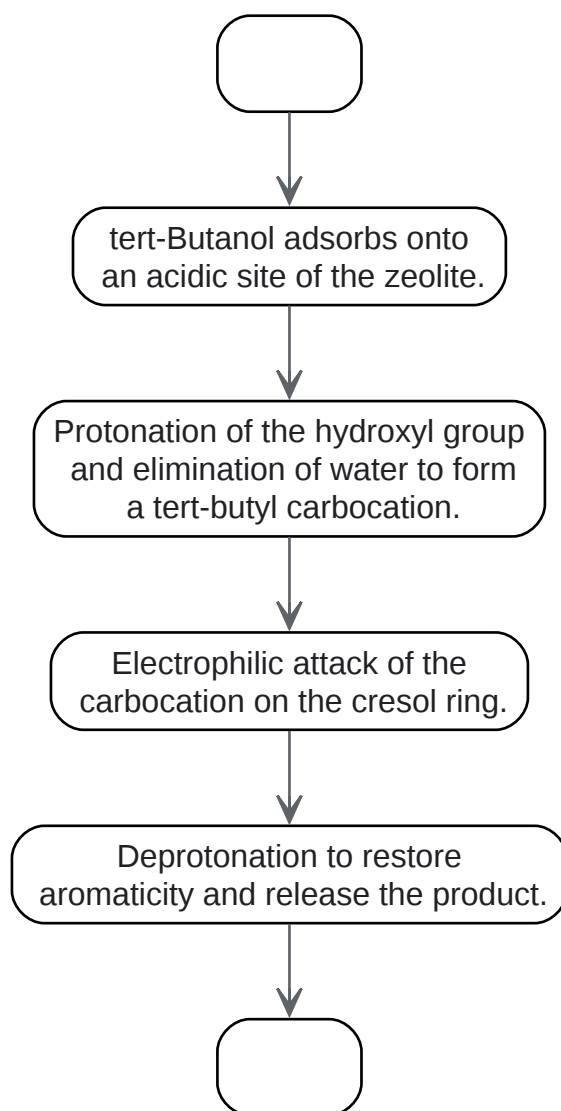 tert-Butanol adsorbs onto
an acidic site of the zeolite.
Protonation of the hydroxyl group
and elimination of water to form
a tert-butyl carbocation.
Electrophilic attack of the
carbocation on the cresol ring.
Deprotonation to restore
aromaticity and release the product.